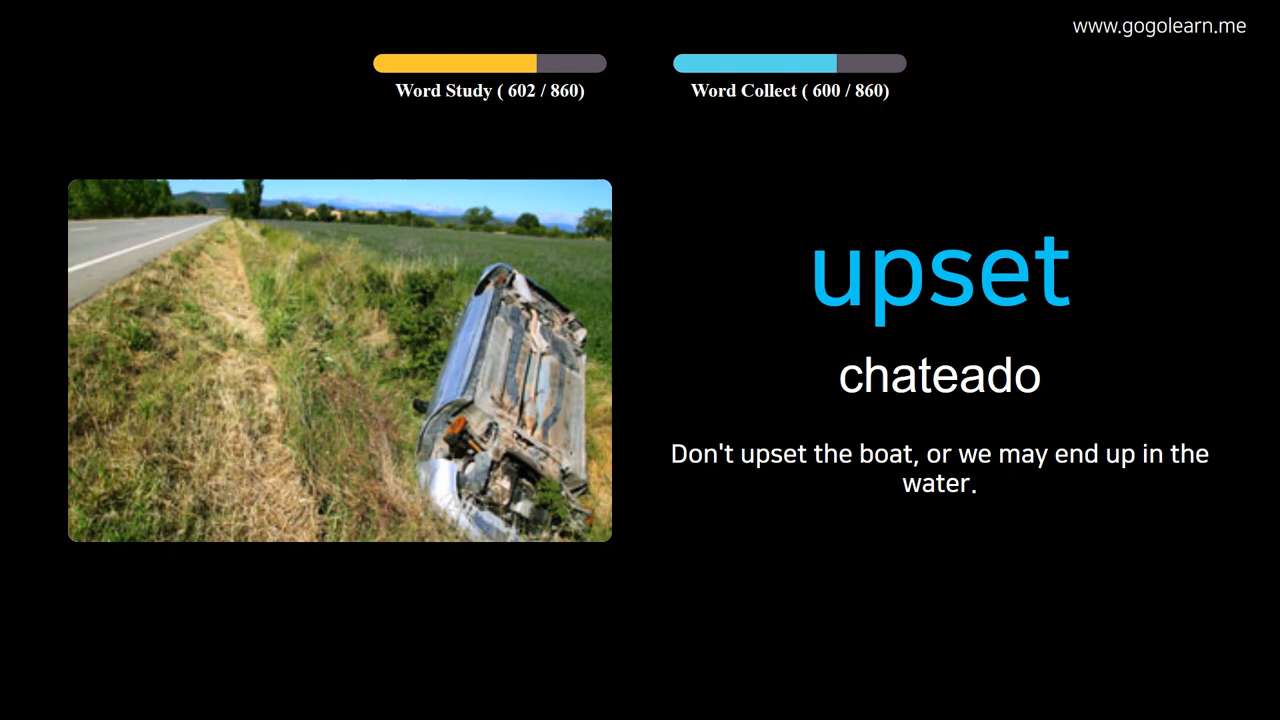 www.gogolearn.me
Word Study ( 602 / 860)
Word Collect ( 600 / 860)
upset
chateado
Don't upset the boat, or we may end up in the
water.